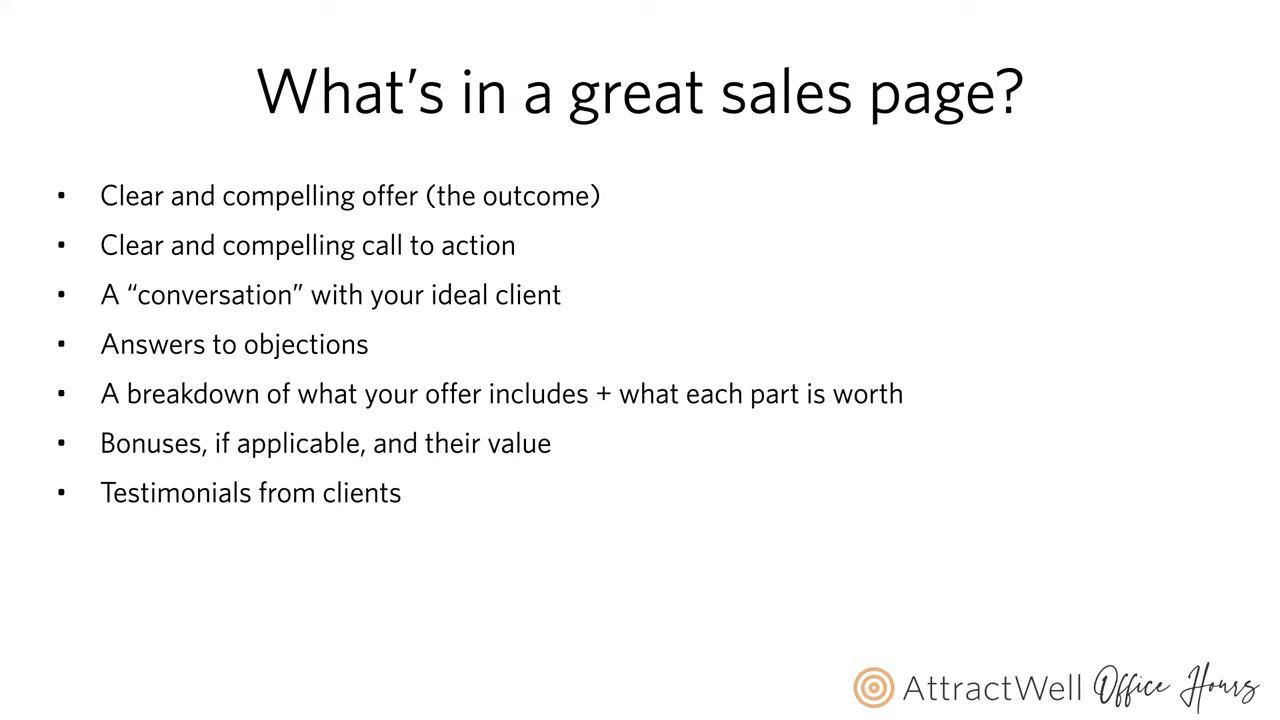 What’s in a great sales page?
• Clear and compelling offer (the outcome)
• Clear and compelling call to action
• A “conversation” with your ideal client
• Answers to objections
• A breakdown of what your offer includes + what each part is worth
• Bonuses, if applicable, and their value
• Testimonials from clients
AttractWell Office Hours